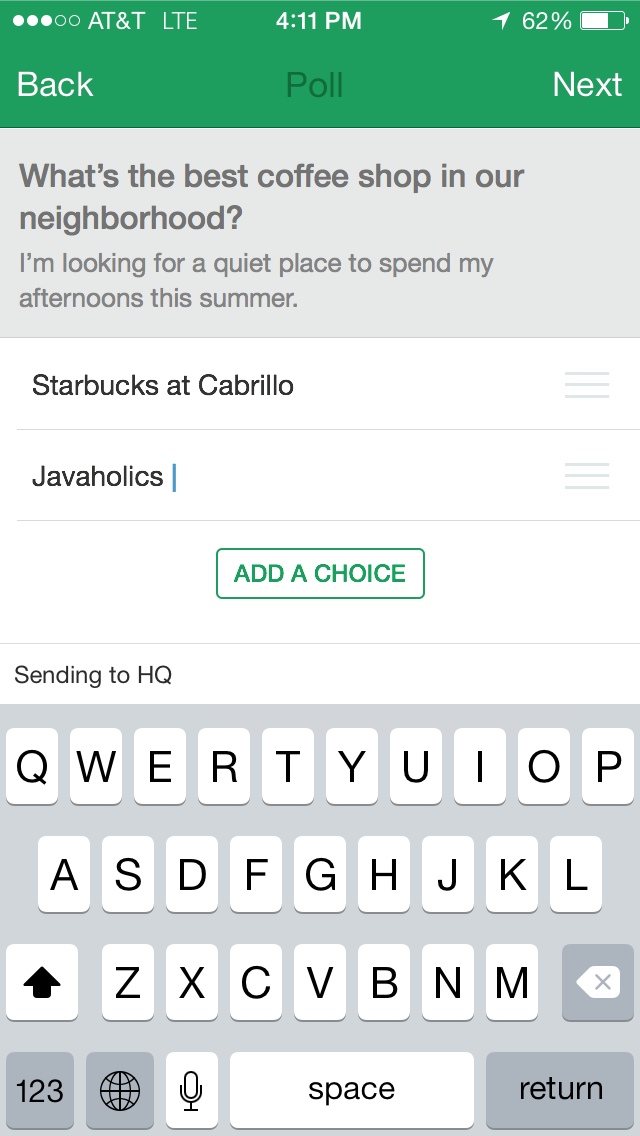 AT&T LTE 4:11 PM 62%
Back Poll Next
What's the best coffee shop in our
neighborhood?
I'm looking for a quiet place to spend my
afternoons this summer.
Starbucks at Cabrillo
Javaholics
ADD A CHOICE
Sending to HQ
Q W E R T Y U I O P
A S D F G H J K L
Z X C V B N M
123 space return